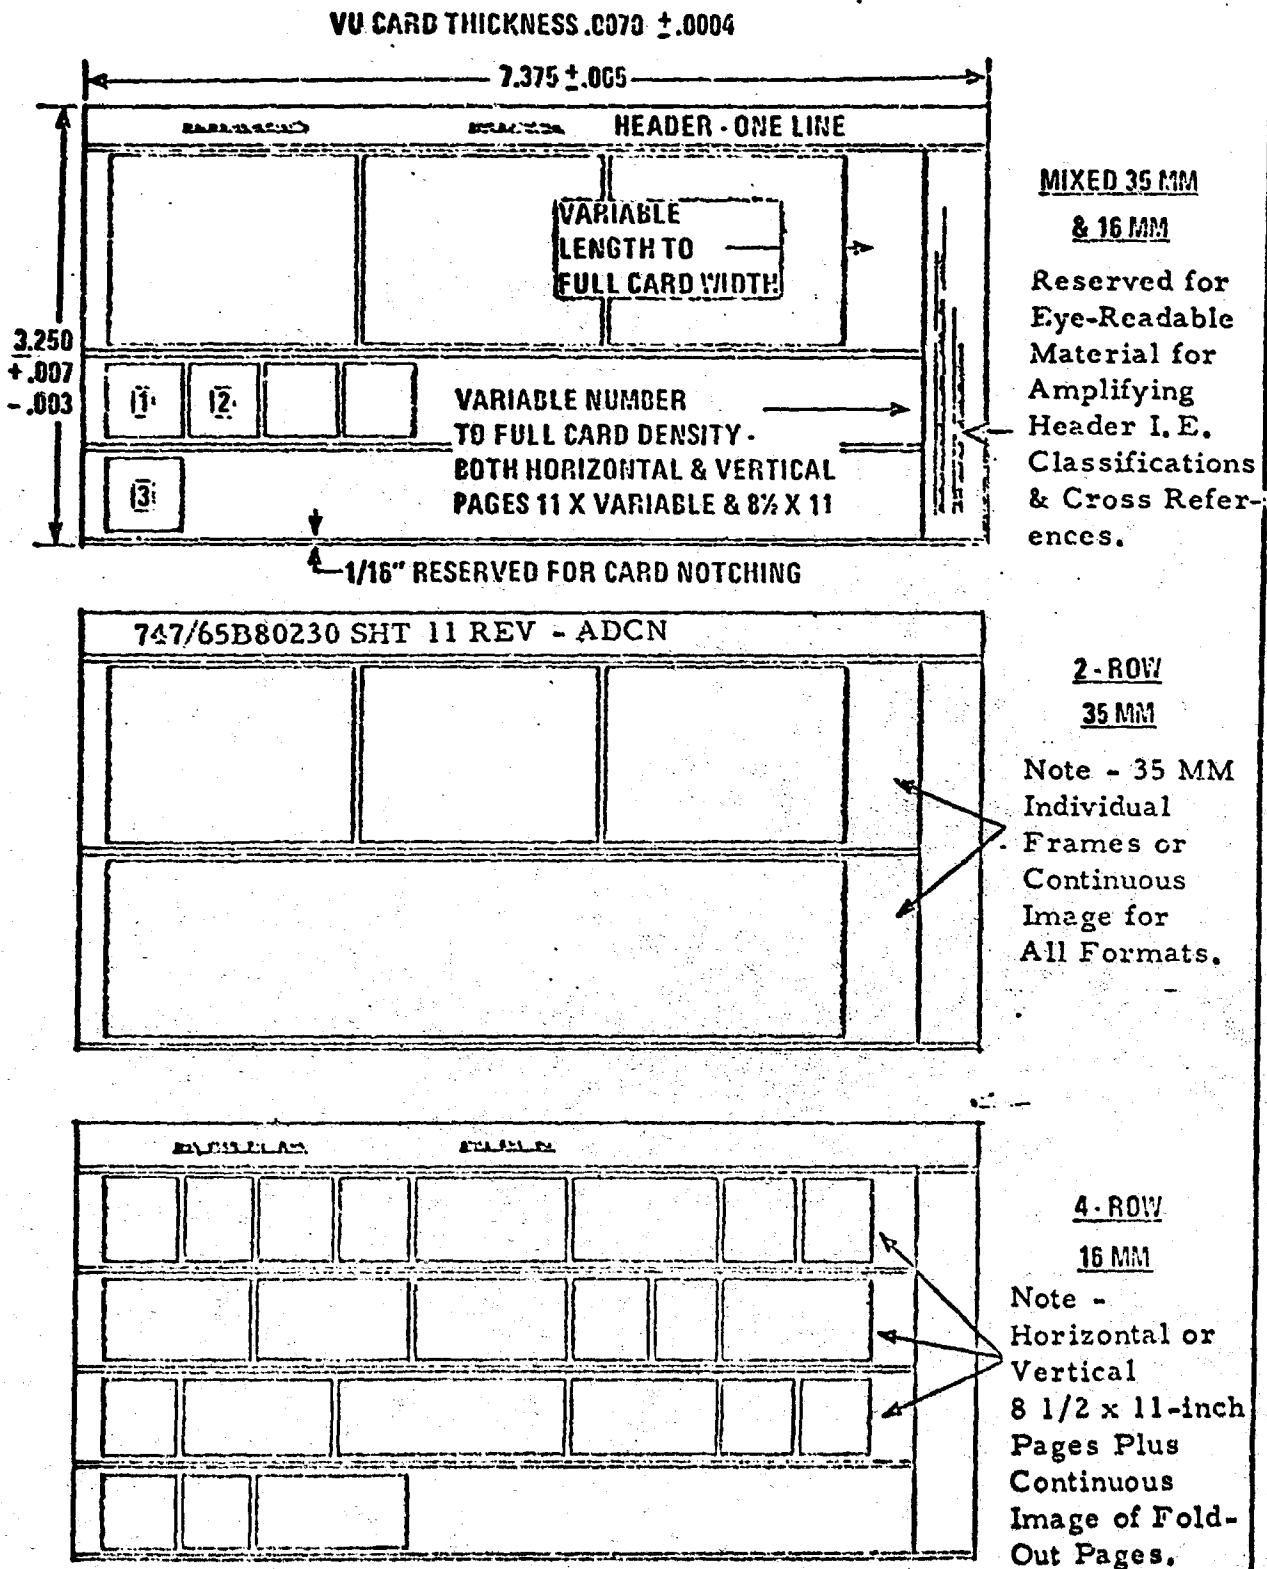 VU CARD THICKNESS .0070 ±.0004
7.375 ±.005
HEADER - ONE LINE
VARIABLE
LENGTH TO
FULL CARD WIDTH
3.250
+ .007
- .003
1
2
3
VARIABLE NUMBER
TO FULL CARD DENSITY -
BOTH HORIZONTAL & VERTICAL
PAGES 11 X VARIABLE & 8½ X 11
1/16" RESERVED FOR CARD NOTCHING
MIXED 35 MM
& 16 MM
Reserved for
Eye-Readable
Material for
Amplifying
Header I.E.
Classifications
& Cross Refer-
ences.
747/65B80230 SHT 11 REV - ADCN
2 - ROW
35 MM
Note - 35 MM
Individual
Frames or
Continuous
Image for
All Formats.
4 - ROW
16 MM
Note -
Horizontal or
Vertical
8 1/2 x 11-inch
Pages Plus
Continuous
Image of Fold-
Out Pages.